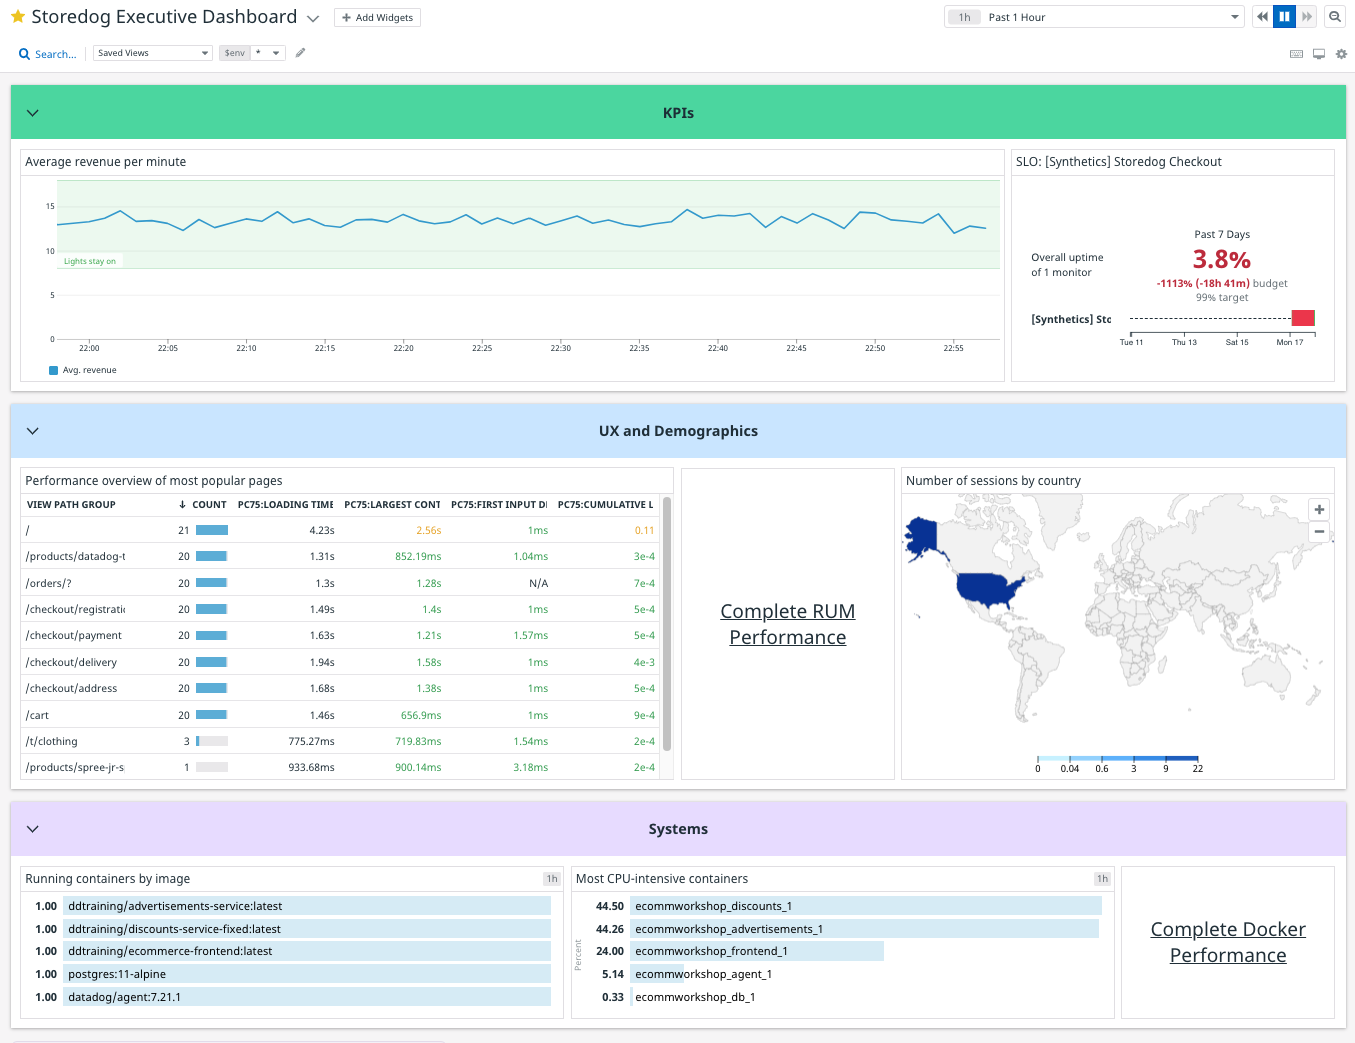 Storedog Executive Dashboard
+ Add Widgets
1h Past 1 Hour
Search...
Saved Views
$env *
KPIs
Average revenue per minute
15
10
Lights stay on
5
0
22:00 22:05 22:10 22:15 22:20 22:25 22:30 22:35 22:40 22:45 22:50 22:55
Avg. revenue
SLO: [Synthetics] Storedog Checkout
Past 7 Days
Overall uptime
of 1 monitor
3.8%
-1113% (-18h 41m) budget
99% target
[Synthetics] Stc
Tue 11 Thu 13 Sat 15 Mon 17
UX and Demographics
Performance overview of most popular pages
VIEW PATH GROUP COUNT PC75:LOADING TIME PC75:LARGEST CONT PC75:FIRST INPUT DI PC75:CUMULATIVE L
/ 21 4.23s 2.56s 1ms 0.11
/products/datadog-t 20 1.31s 852.19ms 1.04ms 3e-4
/orders/? 20 1.3s 1.28s N/A 7e-4
/checkout/registratic 20 1.49s 1.4s 1ms 5e-4
/checkout/payment 20 1.63s 1.21s 1.57ms 5e-4
/checkout/delivery 20 1.94s 1.58s 1ms 4e-3
/checkout/address 20 1.68s 1.38s 1ms 5e-4
/cart 20 1.46s 656.9ms 1ms 9e-4
/t/clothing 3 775.27ms 719.83ms 1.54ms 2e-4
/products/spree-jr-s 1 933.68ms 900.14ms 3.18ms 2e-4
Complete RUM
Performance
Number of sessions by country
+
−
0 0.04 0.6 3 9 22
Systems
Running containers by image 1h
1.00 ddtraining/advertisements-service:latest
1.00 ddtraining/discounts-service-fixed:latest
1.00 ddtraining/ecommerce-frontend:latest
1.00 postgres:11-alpine
1.00 datadog/agent:7.21.1
Most CPU-intensive containers 1h
Percent
44.50 ecommworkshop_discounts_1
44.26 ecommworkshop_advertisements_1
24.00 ecommworkshop_frontend_1
5.14 ecommworkshop_agent_1
0.33 ecommworkshop_db_1
Complete Docker
Performance